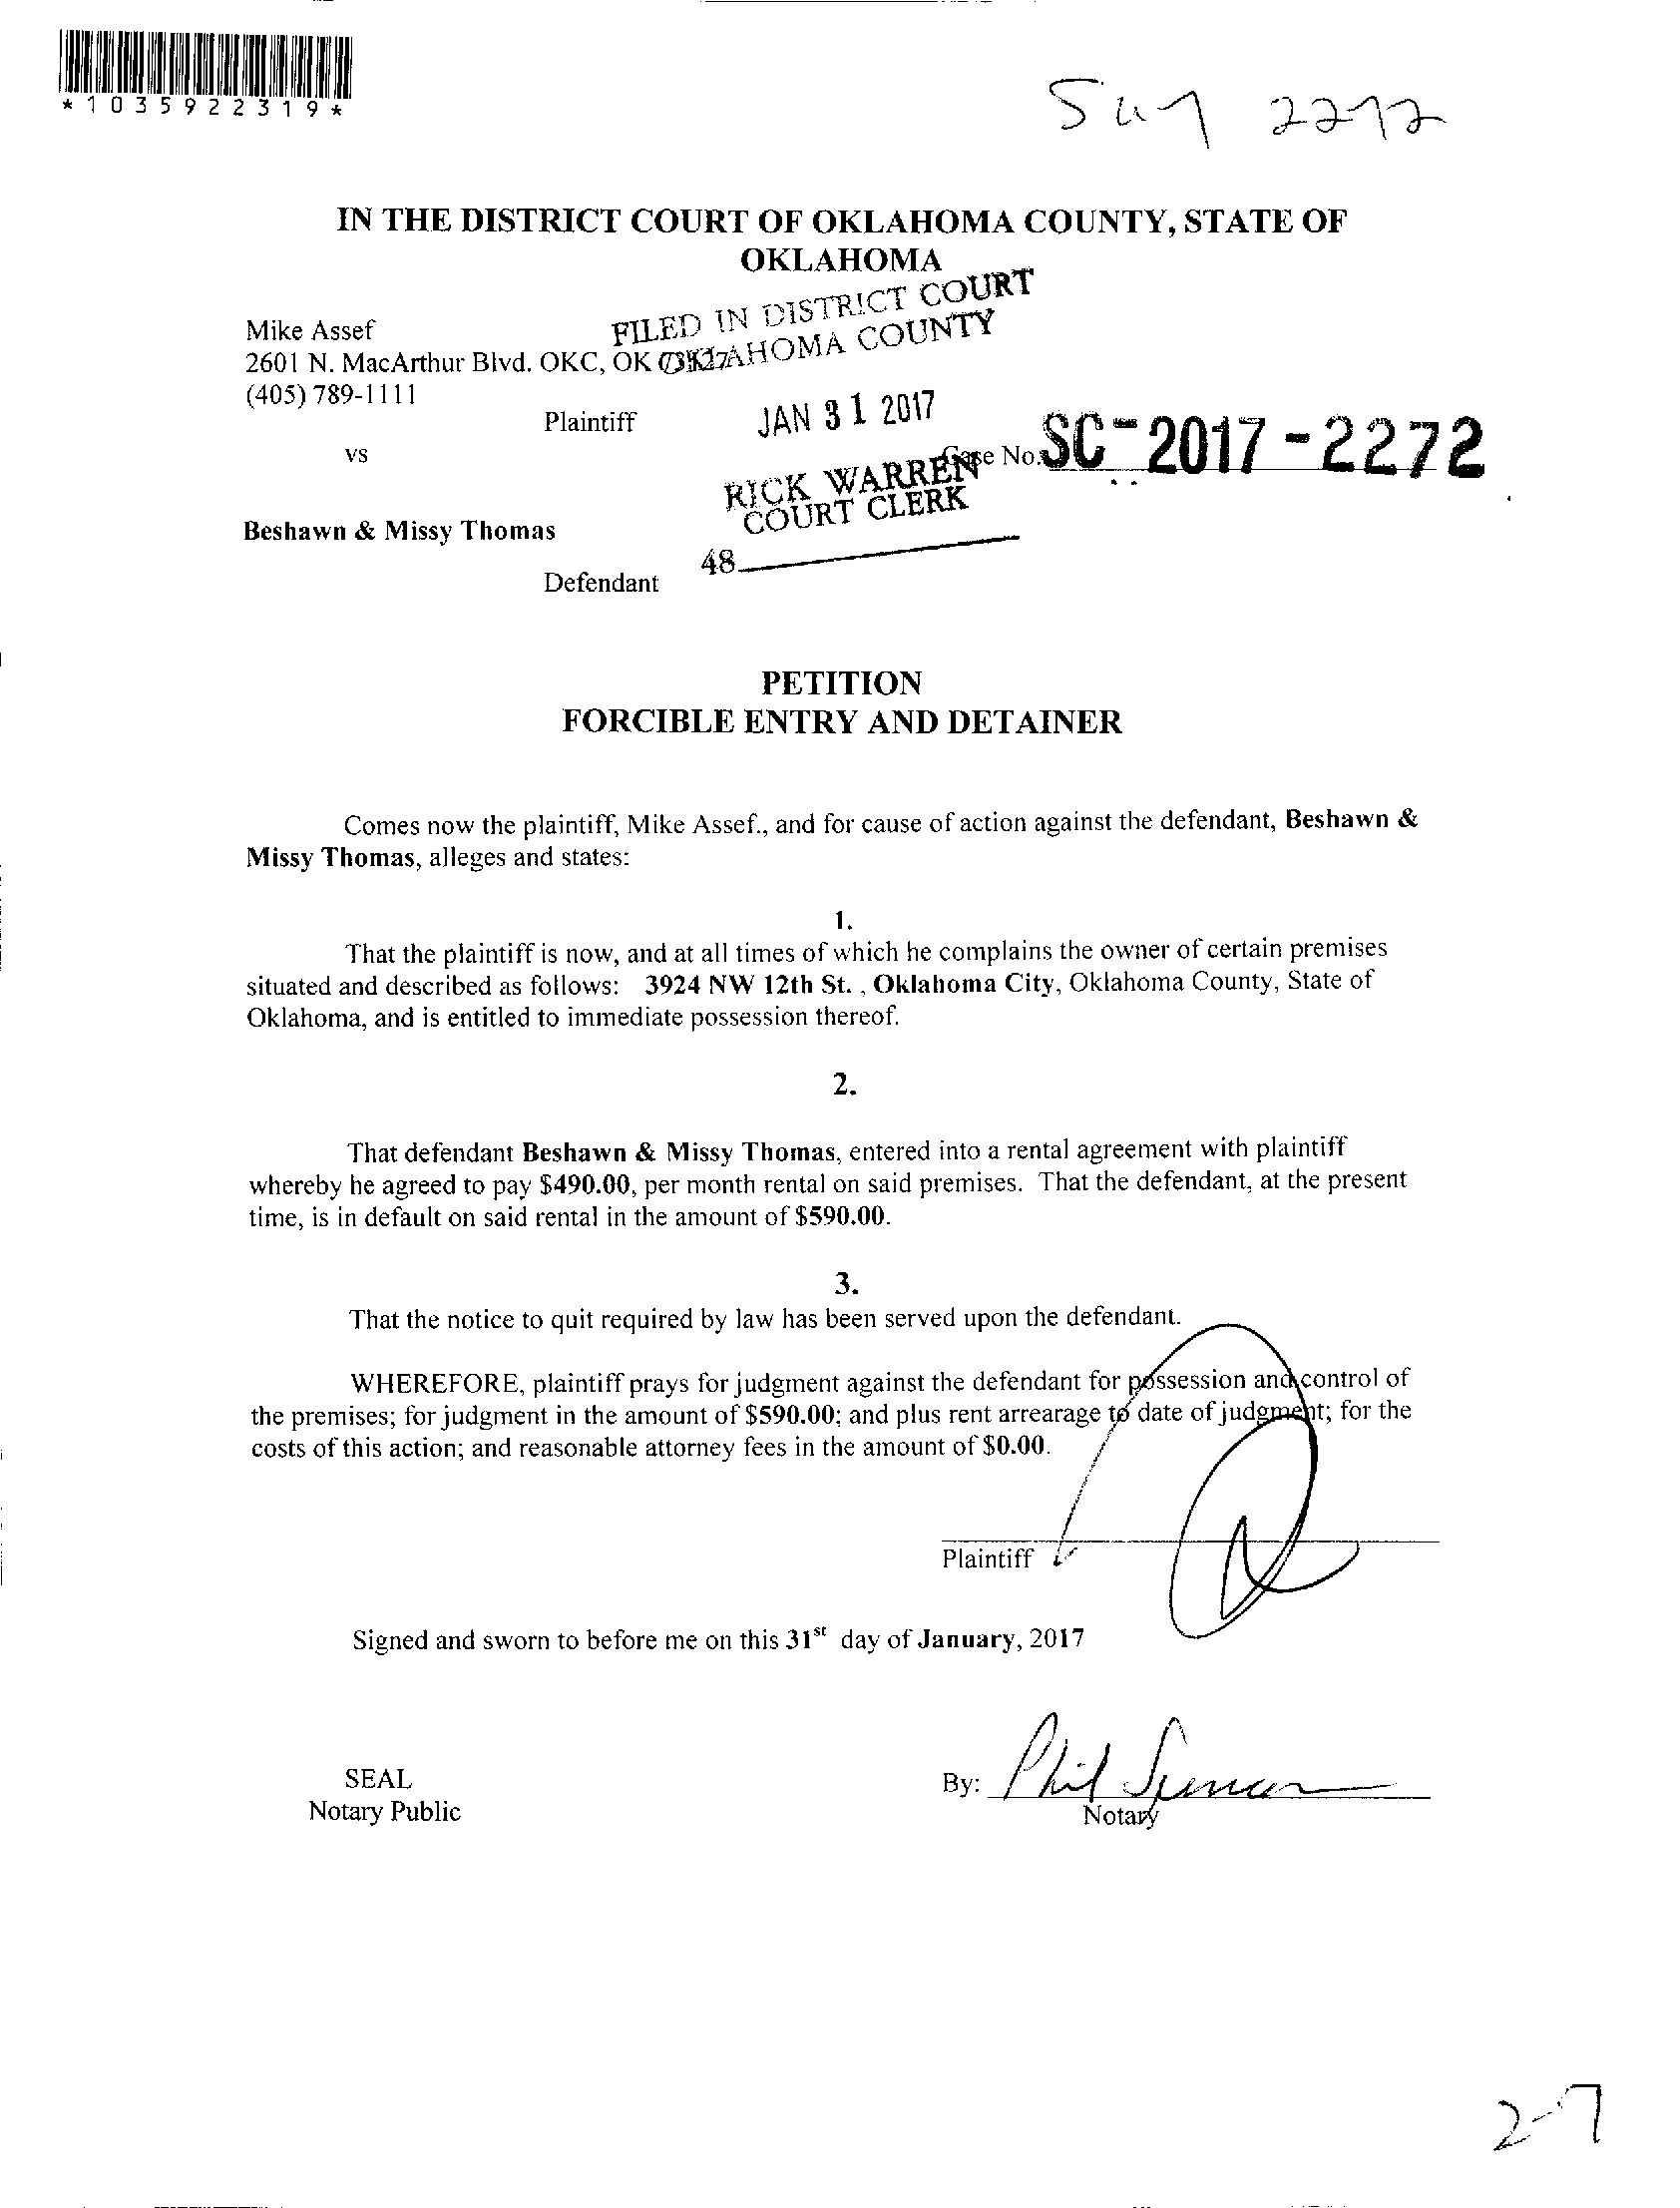 *1035922319*
2272
IN THE DISTRICT COURT OF OKLAHOMA COUNTY, STATE OF
OKLAHOMA
FILED IN DISTRICT COURT
OKLAHOMA COUNTY
Mike Assef
2601 N. MacArthur Blvd. OKC, OK 73127
(405) 789-1111
Plaintiff
JAN 31 2017
vs
Case No. SC-2017-2272
RICK WARREN
COURT CLERK
Beshawn & Missy Thomas
48
Defendant
PETITION
FORCIBLE ENTRY AND DETAINER
Comes now the plaintiff, Mike Assef., and for cause of action against the defendant, Beshawn &
Missy Thomas, alleges and states:
1.
That the plaintiff is now, and at all times of which he complains the owner of certain premises
situated and described as follows: 3924 NW 12th St. , Oklahoma City, Oklahoma County, State of
Oklahoma, and is entitled to immediate possession thereof.
2.
That defendant Beshawn & Missy Thomas, entered into a rental agreement with plaintiff
whereby he agreed to pay $490.00, per month rental on said premises. That the defendant, at the present
time, is in default on said rental in the amount of $590.00.
3.
That the notice to quit required by law has been served upon the defendant.
WHEREFORE, plaintiff prays for judgment against the defendant for possession and control of
the premises; for judgment in the amount of $590.00; and plus rent arrearage to date of judgment; for the
costs of this action; and reasonable attorney fees in the amount of $0.00.
Plaintiff
Signed and sworn to before me on this 31st day of January, 2017
SEAL
Notary Public
By: Phil
Notary
2-7